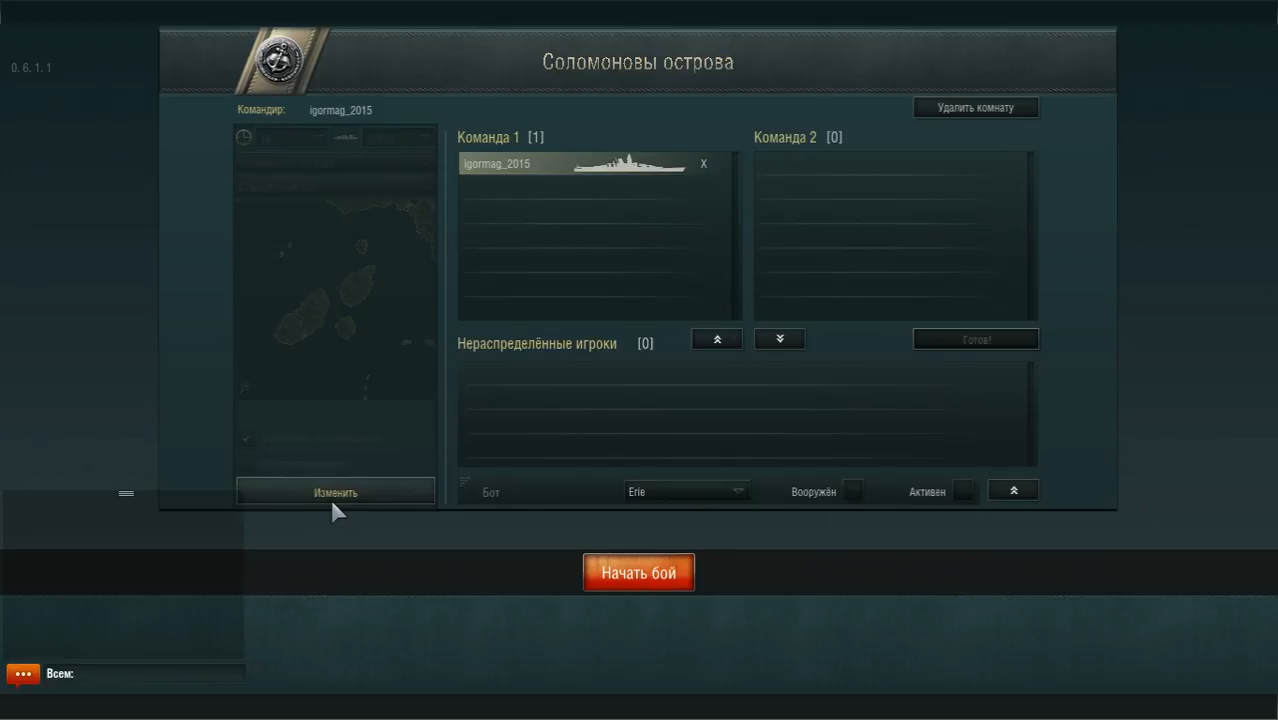 Соломоновы острова
0. 6. 1. 1
Командир: igormag_2015
Удалить комнату
Команда 1 [1]
Команда 2 [0]
igormag_2015 X
Нераспределённые игроки [0]
Готов!
Изменить
Бот
Erie
Вооружён
Активен
Начать бой
Всем: